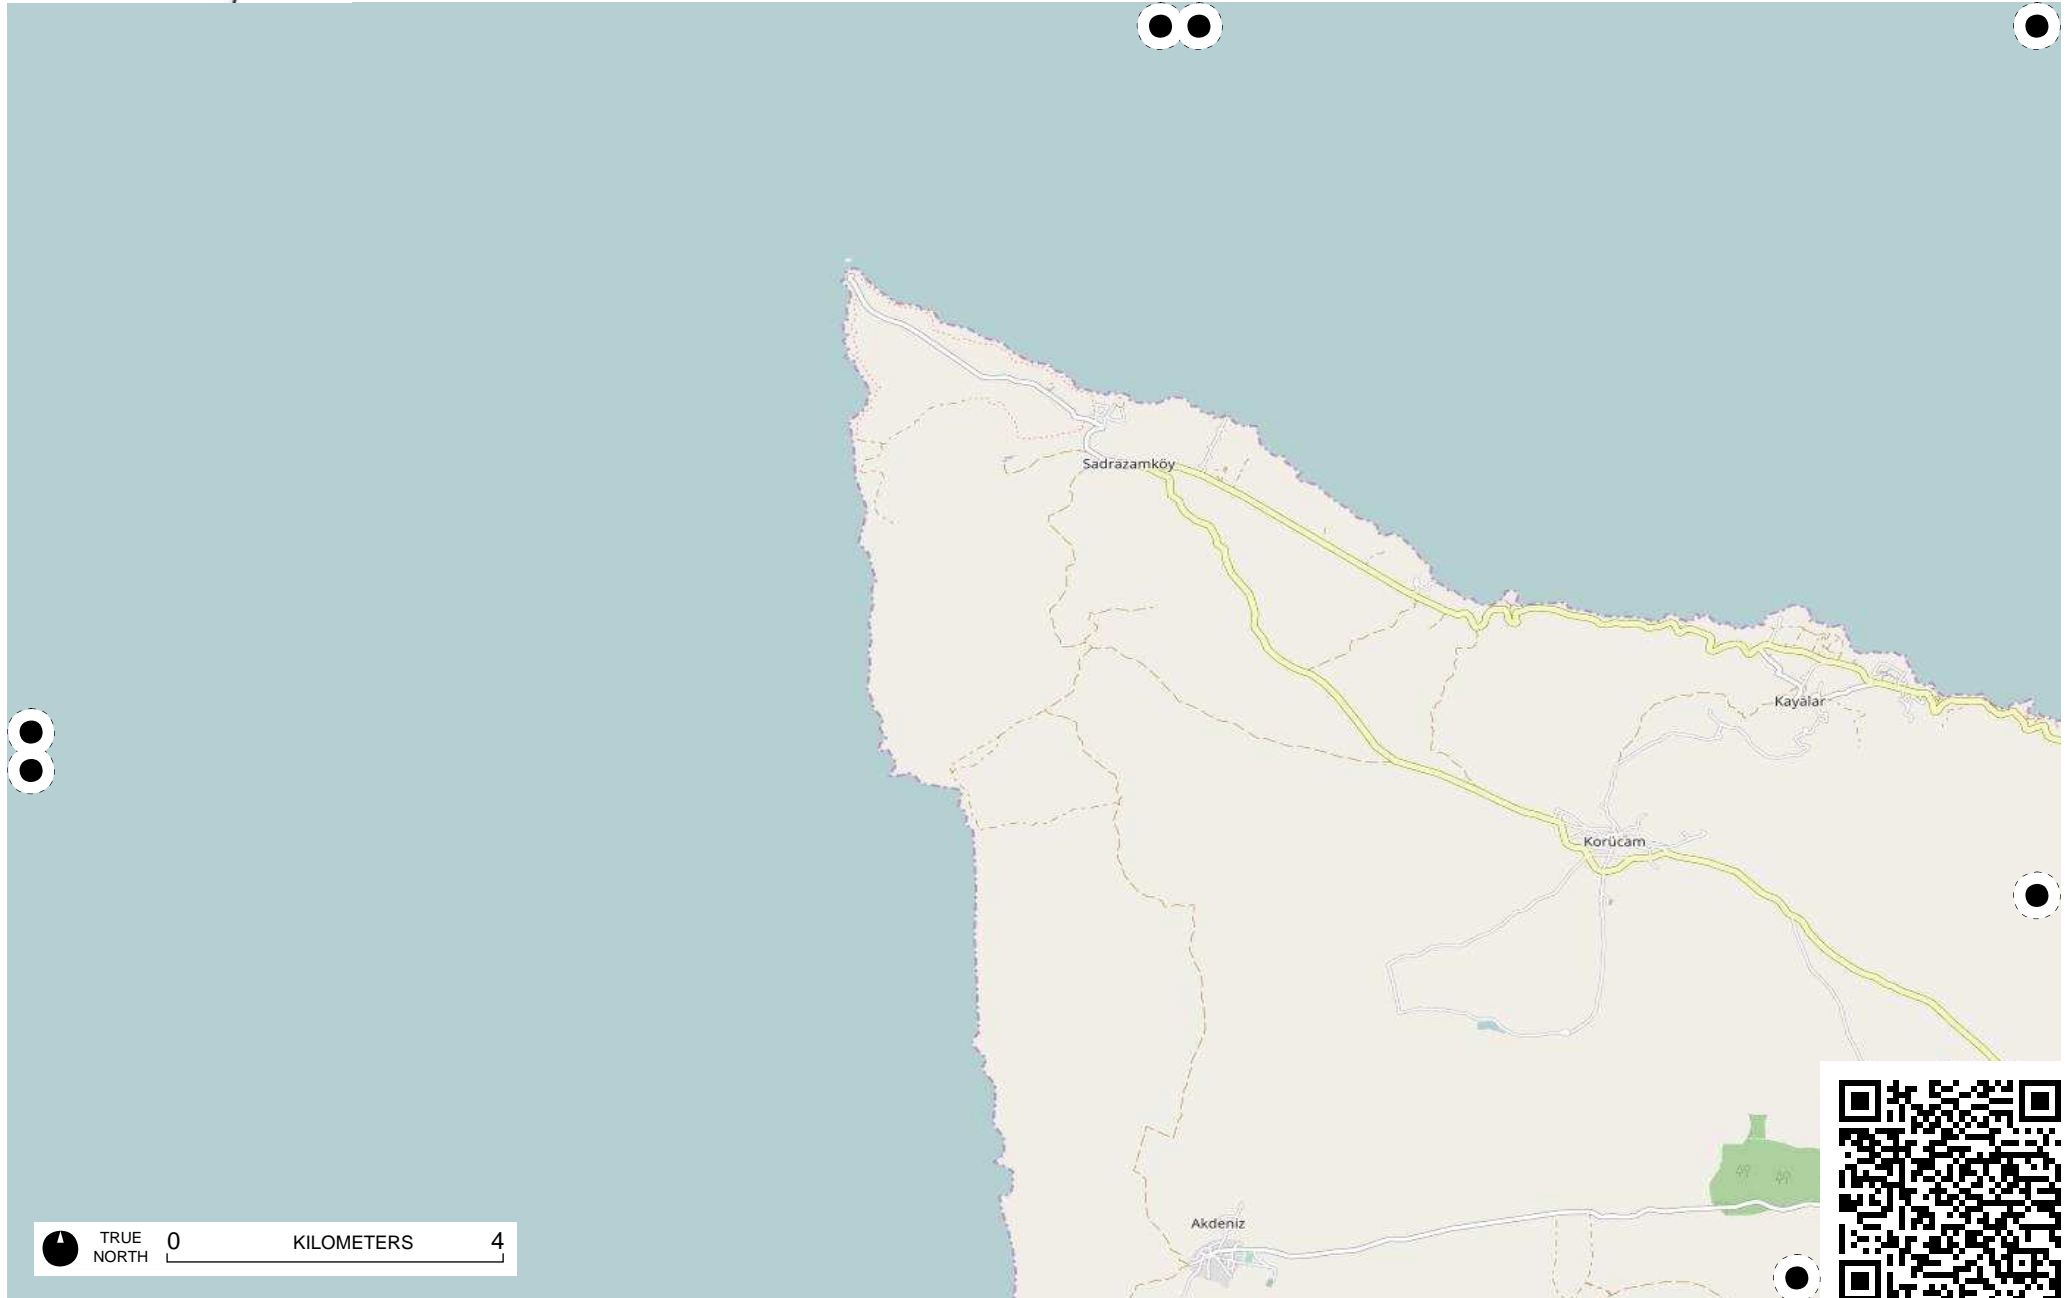 Sadrazamköy
Kayalar
Korucam
Akdeniz
TRUE
NORTH
0 KILOMETERS 4